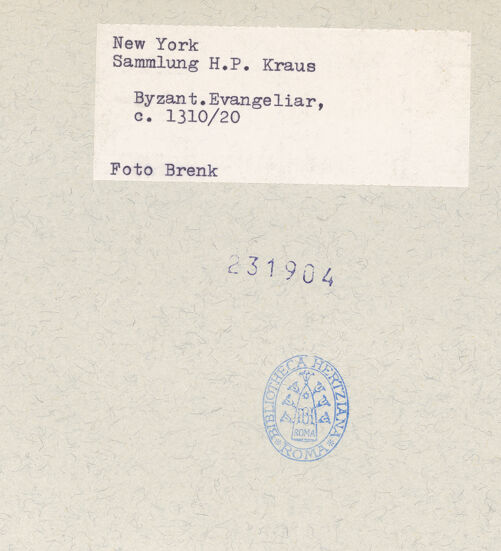 New York
Sammlung H.P. Kraus
Byzant.Evangeliar,
c. 1310/20
Foto Brenk
231904
BIBLIOTHECA HERTZIANA
ROMA
ROMA